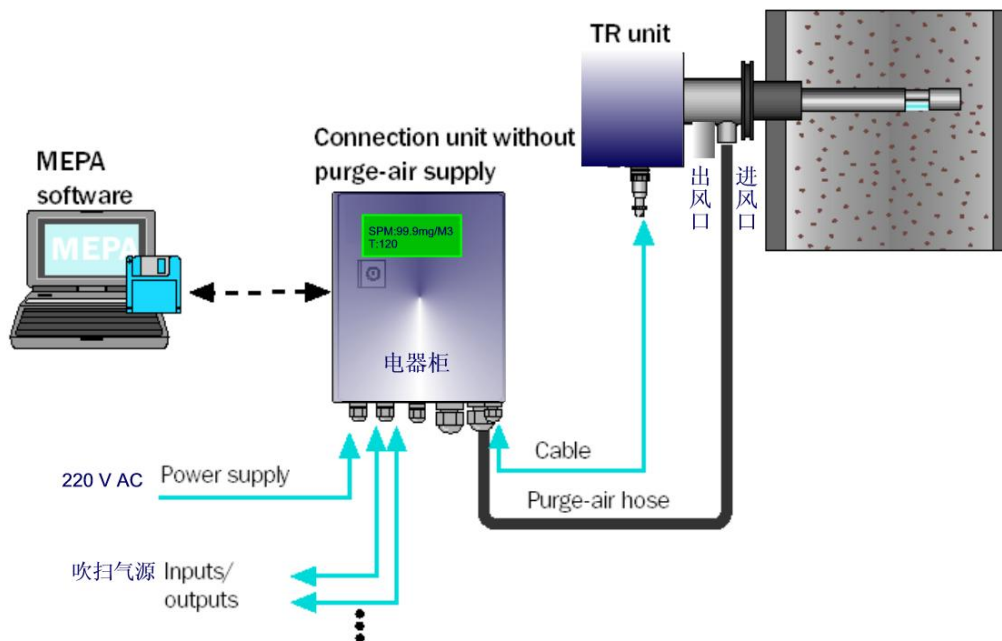 TR unit
Connection unit without
purge-air supply
MEPA
software
MEPA
SPM:99.9mg/M3
T:120
出风口
进风口
电器柜
Cable
220 V AC Power supply
Purge-air hose
吹扫气源 Inputs/
outputs